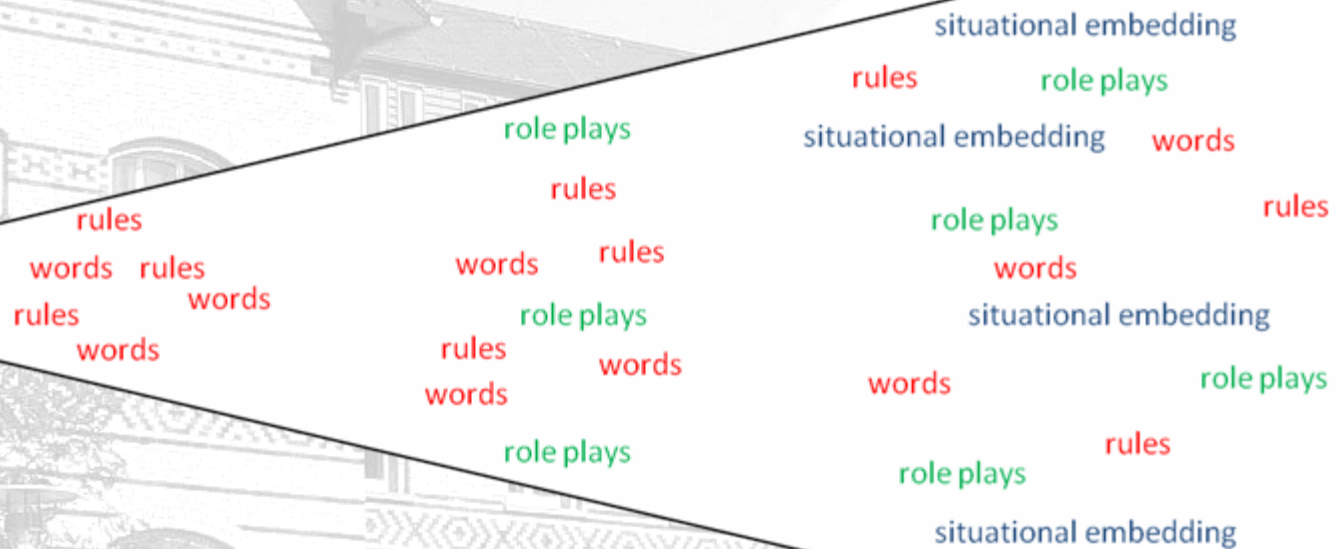 situational embedding
rules role plays
role plays situational embedding words
rules
rules role plays rules
words rules words rules words
words
rules role plays situational embedding
words rules words
words role plays
words
rules
role plays role plays
situational embedding